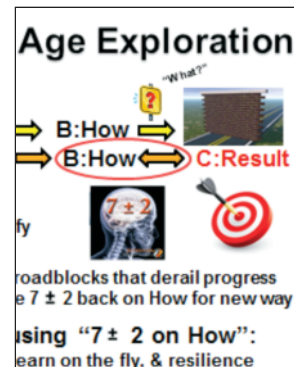 Age Exploration
"What?"
?
B:How
B:How C:Result
7 ± 2
fy
roadblocks that derail progress
e 7 ± 2 back on How for new way
using "7 ± 2 on How":
earn on the fly, & resilience